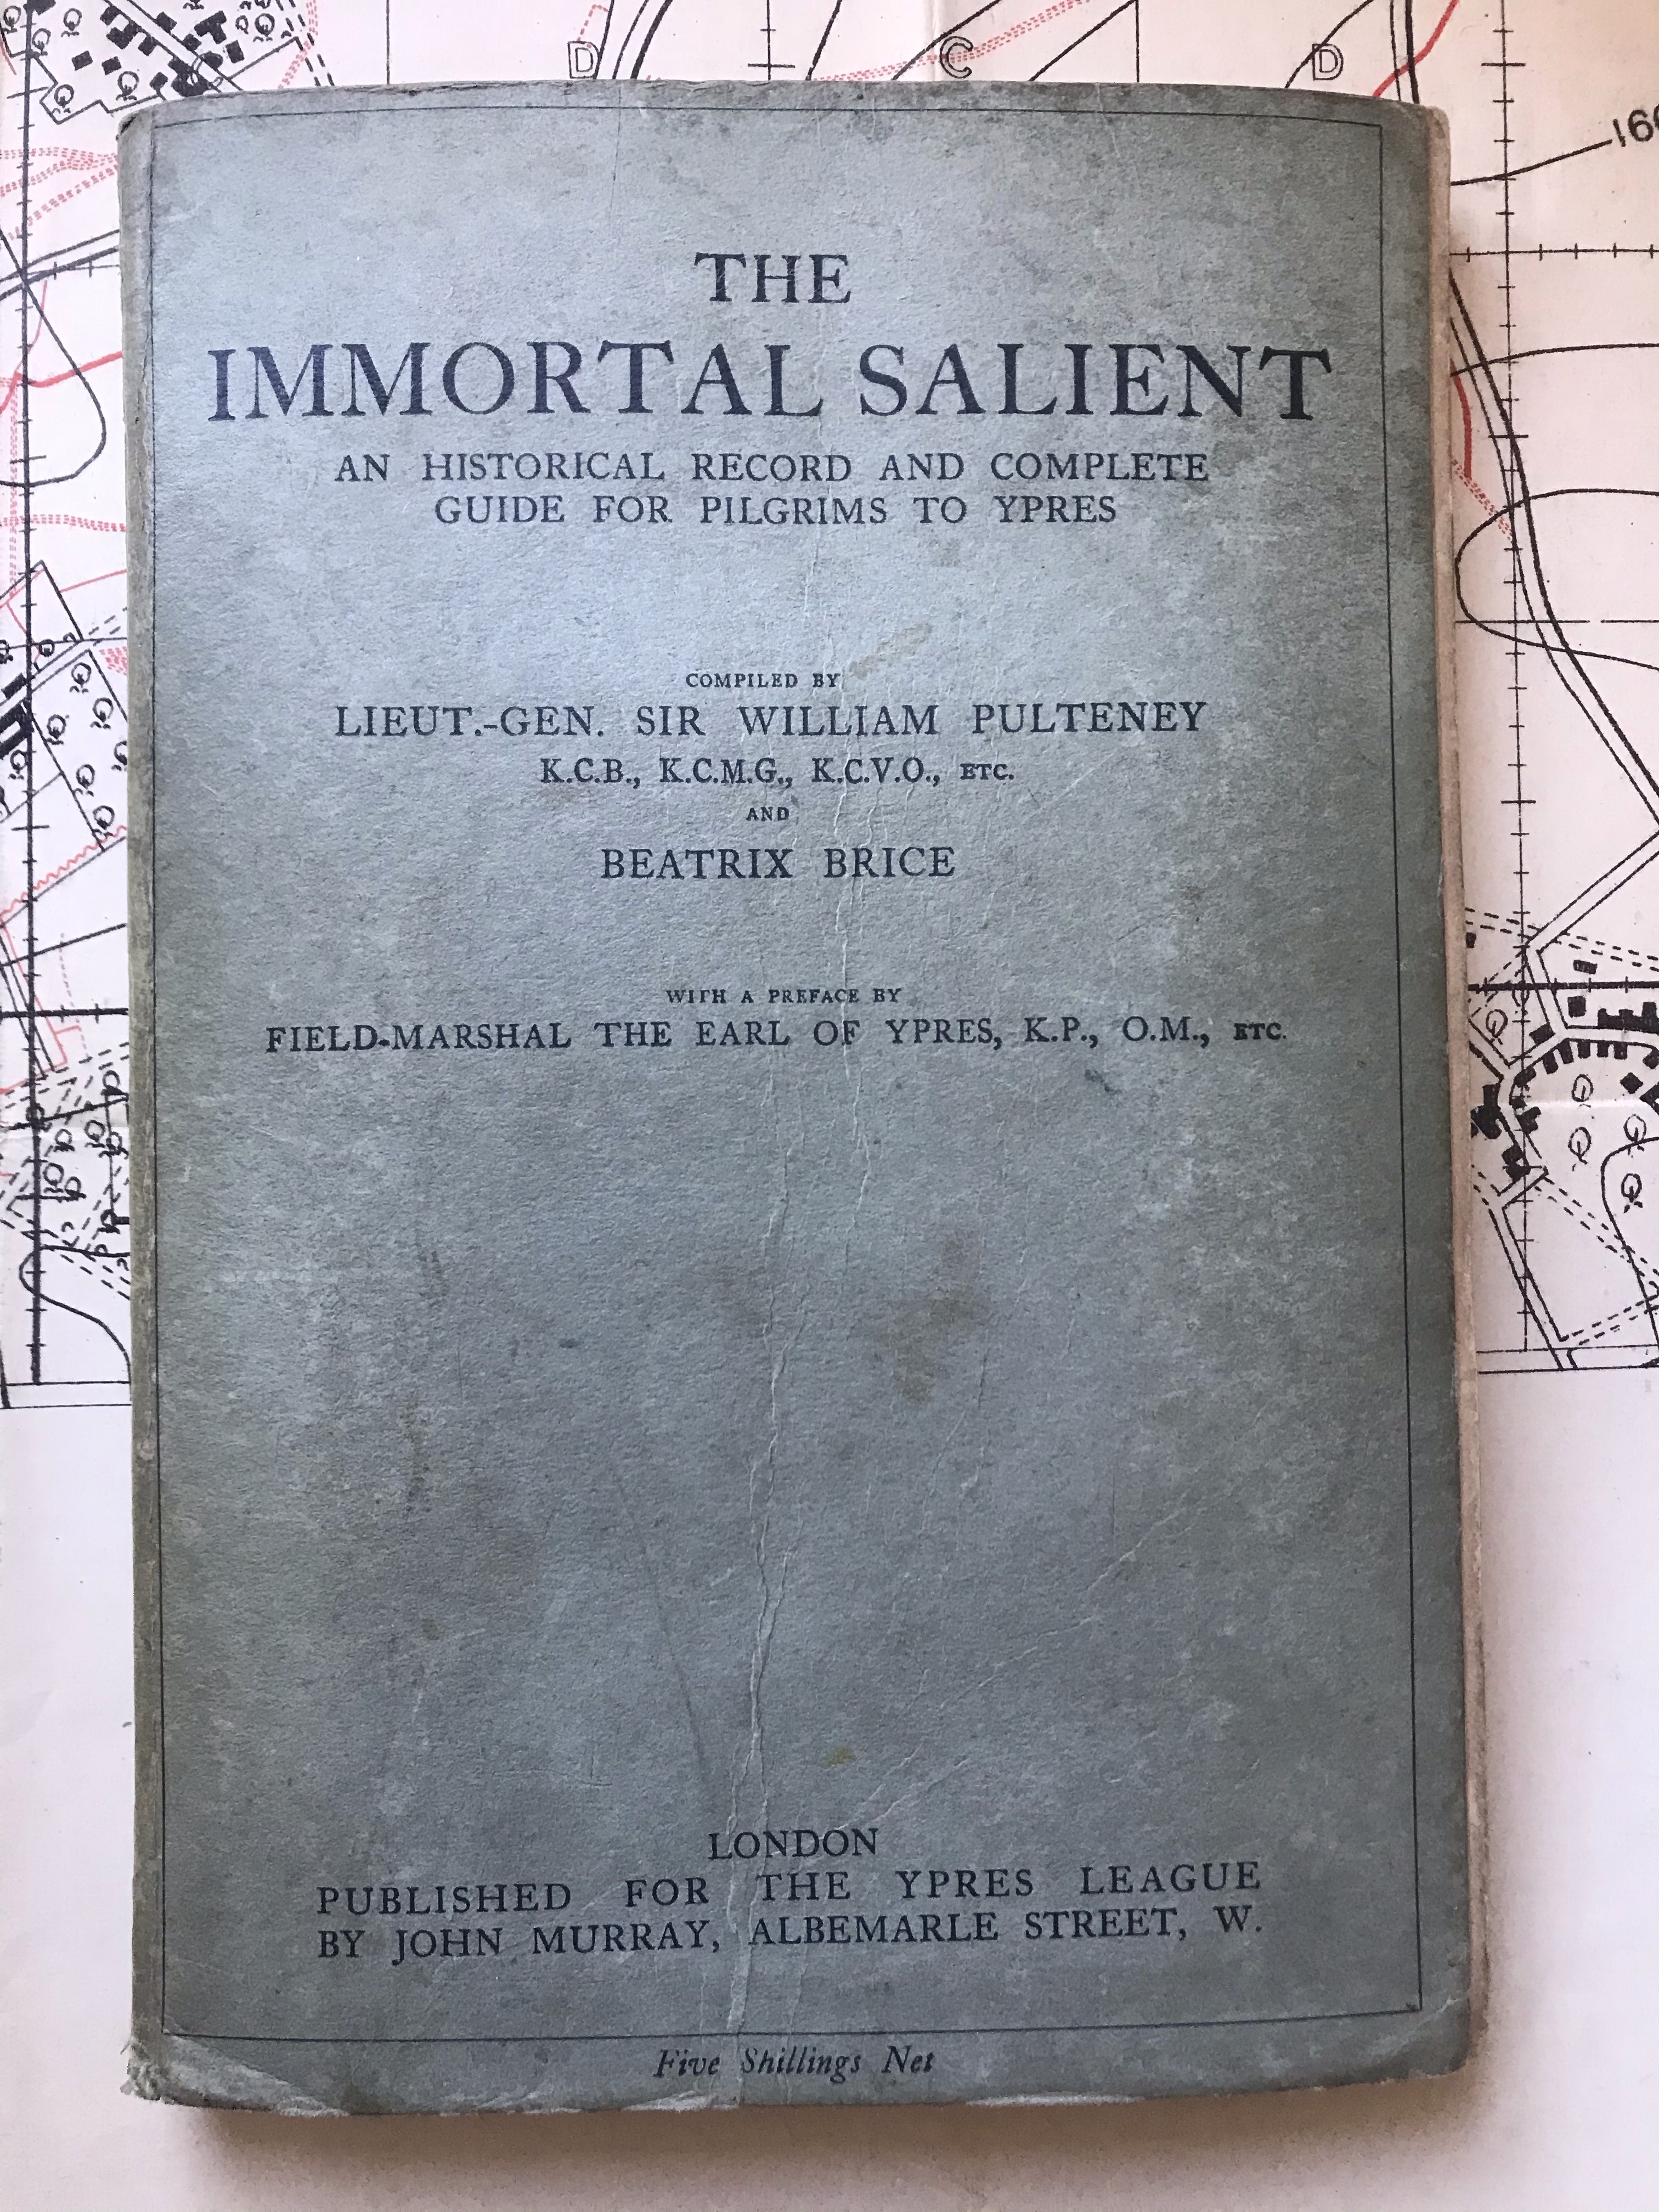 D
C
D
THE
IMMORTAL SALIENT
AN HISTORICAL RECORD AND COMPLETE
GUIDE FOR PILGRIMS TO YPRES
COMPILED BY
LIEUT.-GEN. SIR WILLIAM PULTENEY
K.C.B., K.C.M.G., K.C.V.O., ETC.
AND
BEATRIX BRICE
WITH A PREFACE BY
FIELD-MARSHAL THE EARL OF YPRES, K.P., O.M., ETC.
LONDON
PUBLISHED FOR THE YPRES LEAGUE
BY JOHN MURRAY, ALBEMARLE STREET, W.
Five Shillings Net